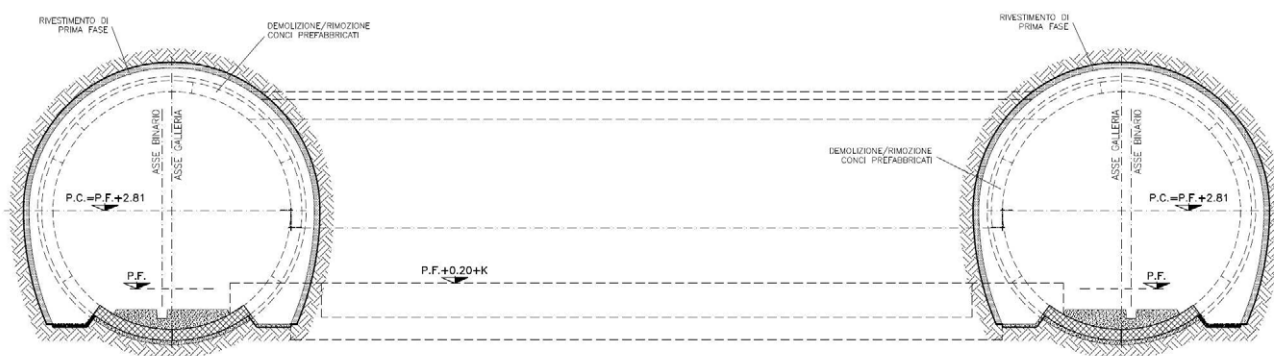 RIVESTIMENTO DI
PRIMA FASE
DEMOLIZIONE/RIMOZIONE
CONCI PREFABBRICATI
ASSE BINARIO
ASSE GALLERIA
P.C.=P.F.+2.81
P.F.
P.F.+0.20+K
RIVESTIMENTO DI
PRIMA FASE
DEMOLIZIONE/RIMOZIONE
CONCI PREFABBRICATI
ASSE GALLERIA
ASSE BINARIO
P.C.=P.F.+2.81
P.F.